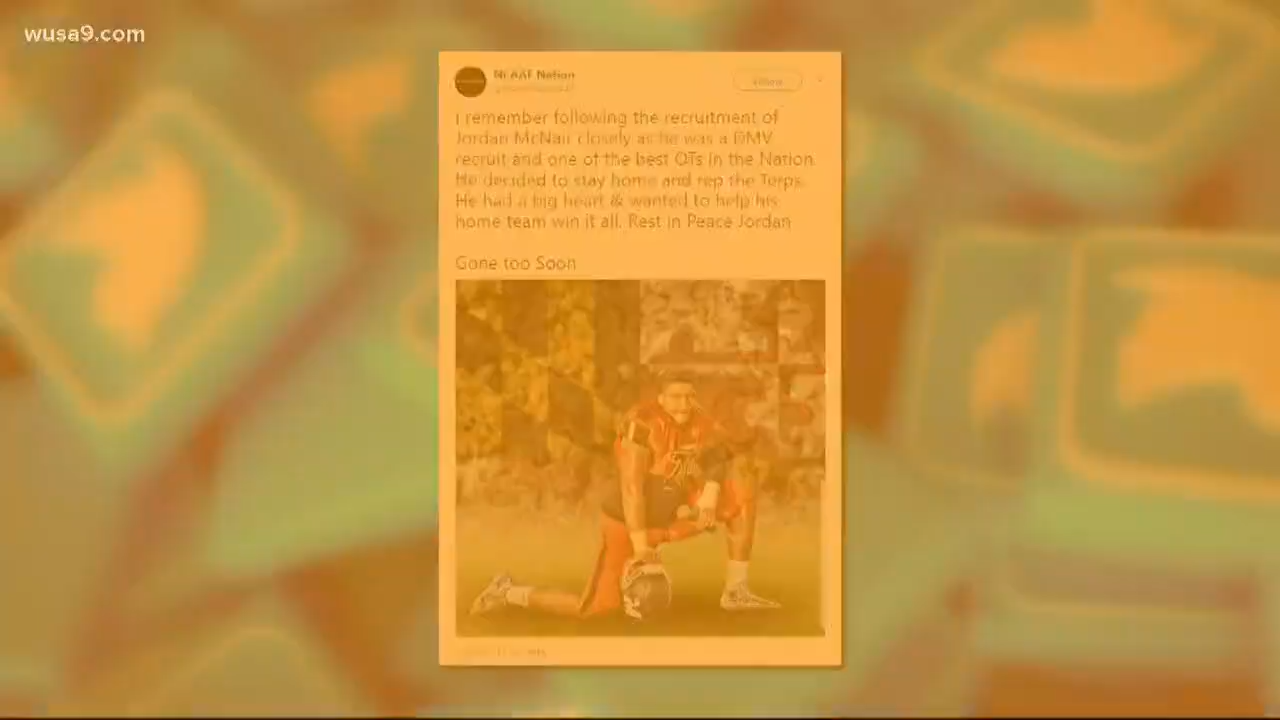 wusa9.com
Nation
Follow
I remember following the recruitment of
Jordan McNair closely as he was a DMV
recruit and one of the best OTs in the Nation
He decided to stay home and rep the Terps.
He had a big heart & wanted to help his
home team win it all. Rest in Peace Jordan
Gone too Soon